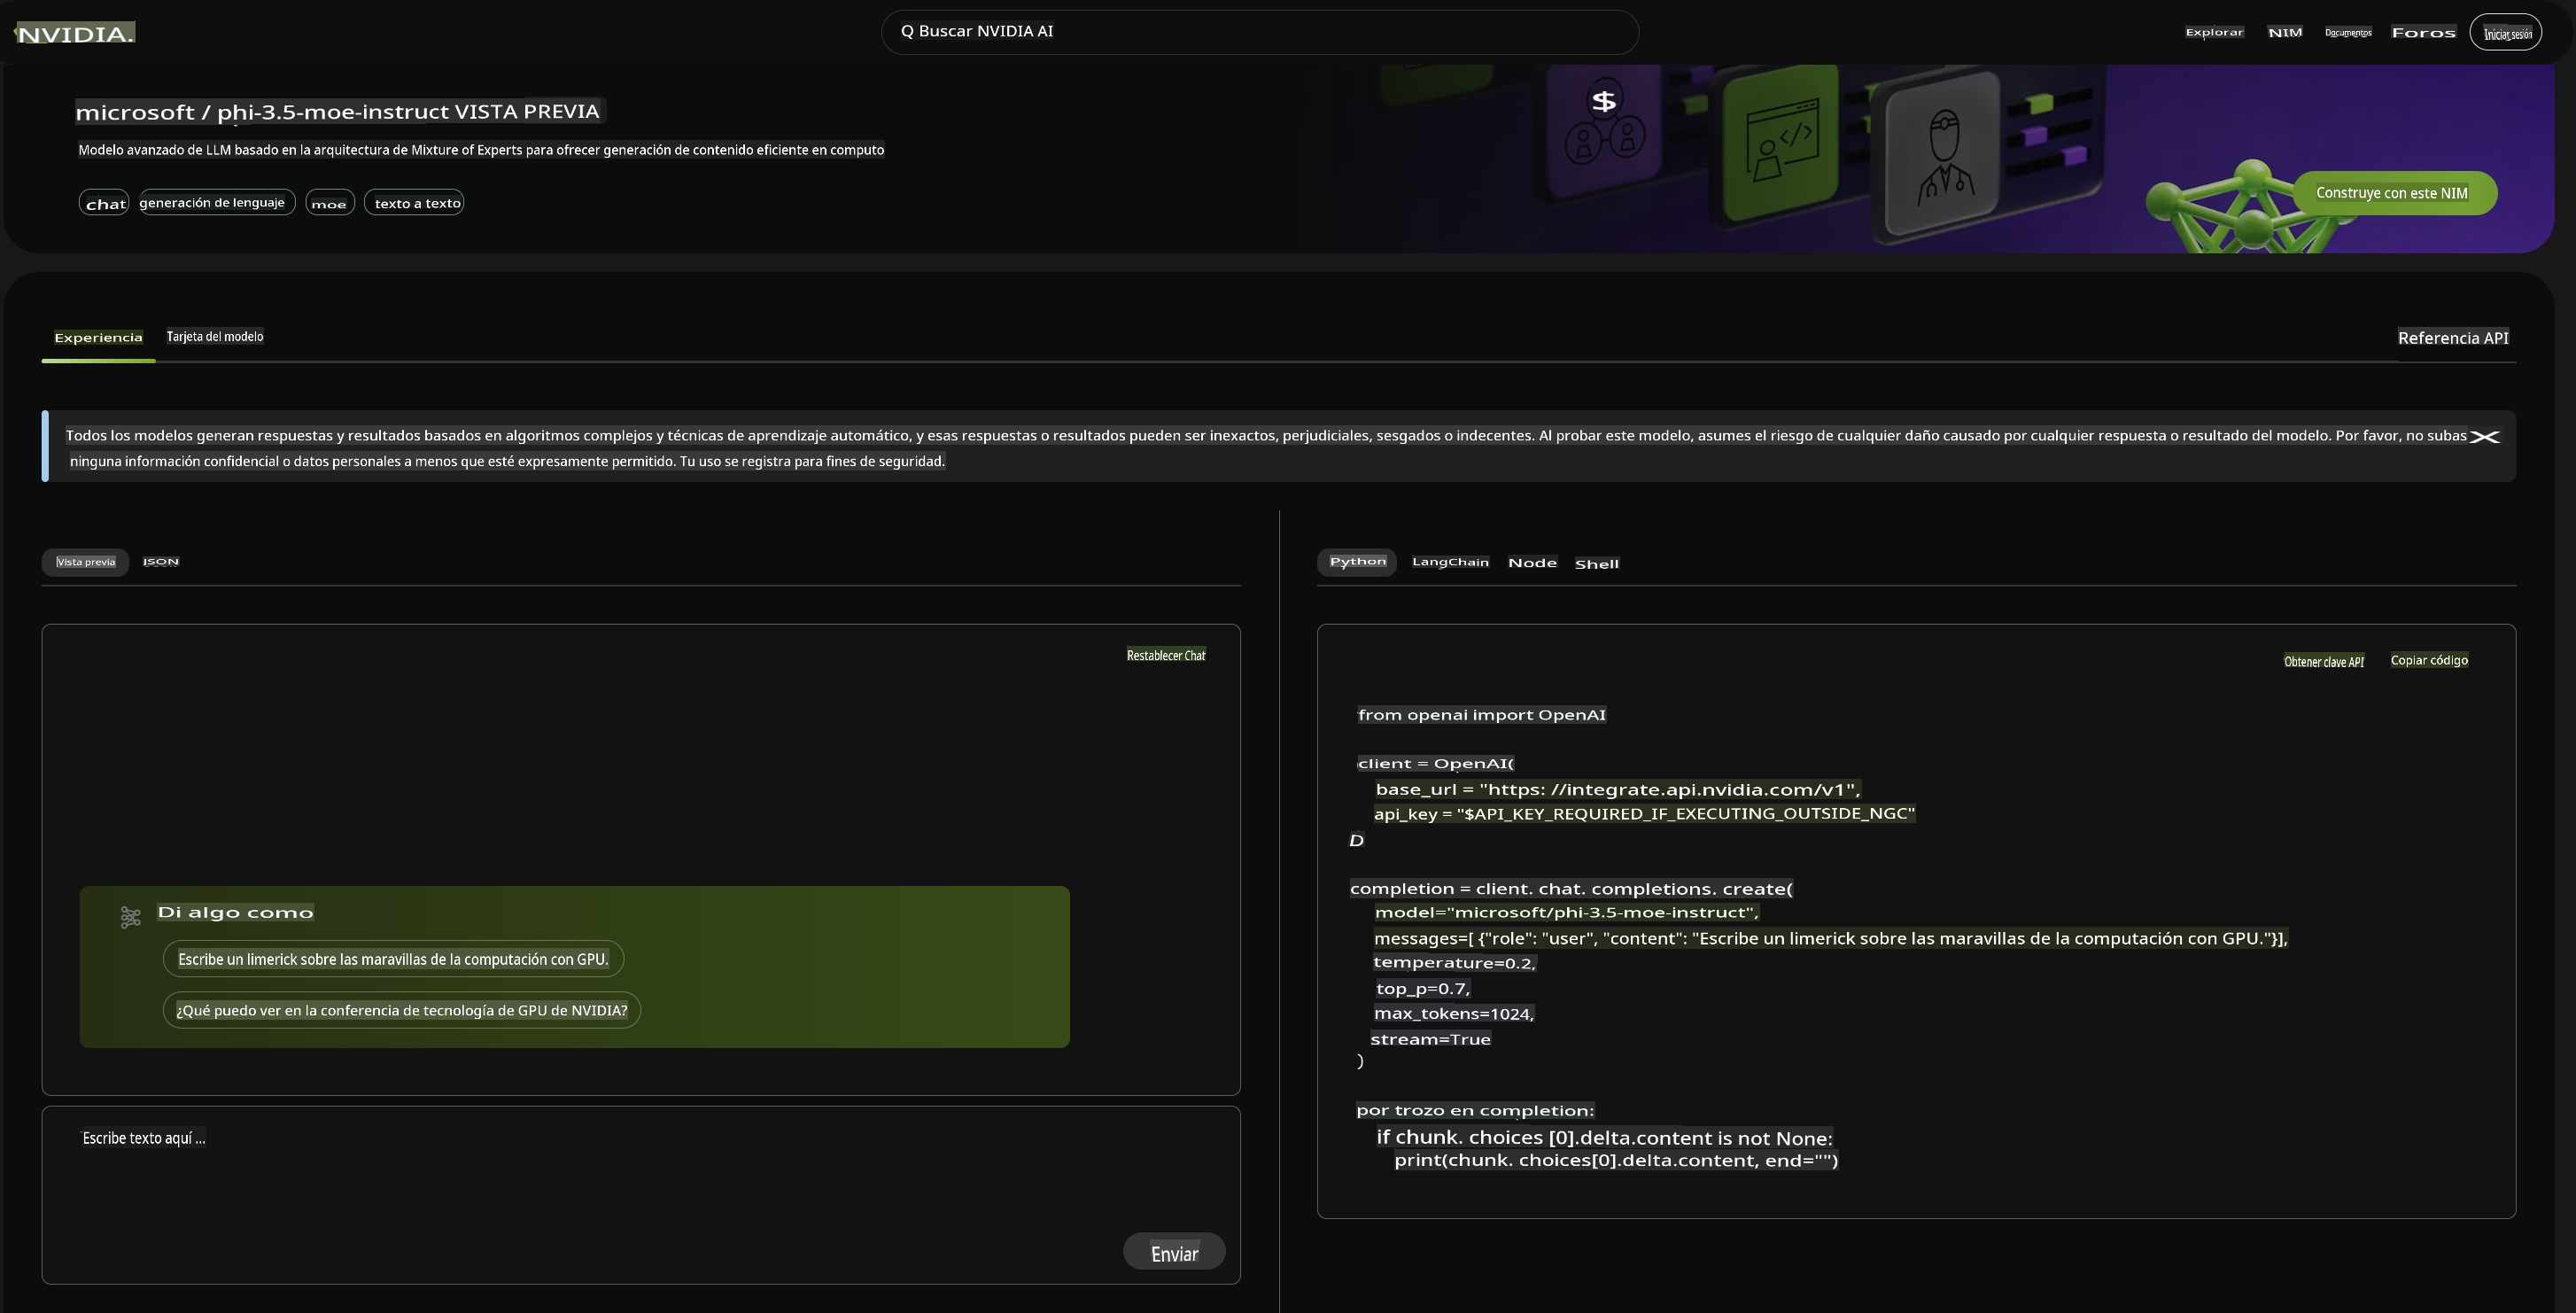 NVIDIA.
Q Buscar NVIDIA AI
Explorar
NIM
Documentos
Foros
Iniciar sesión
microsoft / phi-3.5-moe-instruct VISTA PREVIA
Modelo avanzado de LLM basado en la arquitectura de Mixture of Experts para ofrecer generación de contenido eficiente en computo
chat
generación de lenguaje
moe
texto a texto
$
Construye con este NIM
Experiencia
Tarjeta del modelo
Referencia API
Todos los modelos generan respuestas y resultados basados en algoritmos complejos y técnicas de aprendizaje automático, y esas respuestas o resultados pueden ser inexactos, perjudiciales, sesgados o indecentes. Al probar este modelo, asumes el riesgo de cualquier daño causado por cualquier respuesta o resultado del modelo. Por favor, no subas
ninguna información confidencial o datos personales a menos que esté expresamente permitido. Tu uso se registra para fines de seguridad.
Vista previa
JSON
Restablecer Chat
Di algo como
Escribe un limerick sobre las maravillas de la computación con GPU.
¿Qué puedo ver en la conferencia de tecnología de GPU de NVIDIA?
Escribe texto aquí ...
Enviar
Python
LangChain
Node
Shell
Obtener clave API
Copiar código
from openai import OpenAI
client = OpenAI(
base_url = "https: //integrate.api.nvidia.com/v1",
api_key = "$API_KEY_REQUIRED_IF_EXECUTING_OUTSIDE_NGC"
D
completion = client. chat. completions. create(
model="microsoft/phi-3.5-moe-instruct",
messages=[ {"role": "user", "content": "Escribe un limerick sobre las maravillas de la computación con GPU."}],
temperature=0.2,
top_p=0.7,
max_tokens=1024,
stream=True
)
por trozo en completion:
if chunk. choices [0].delta.content is not None:
print(chunk. choices[0].delta.content, end="")